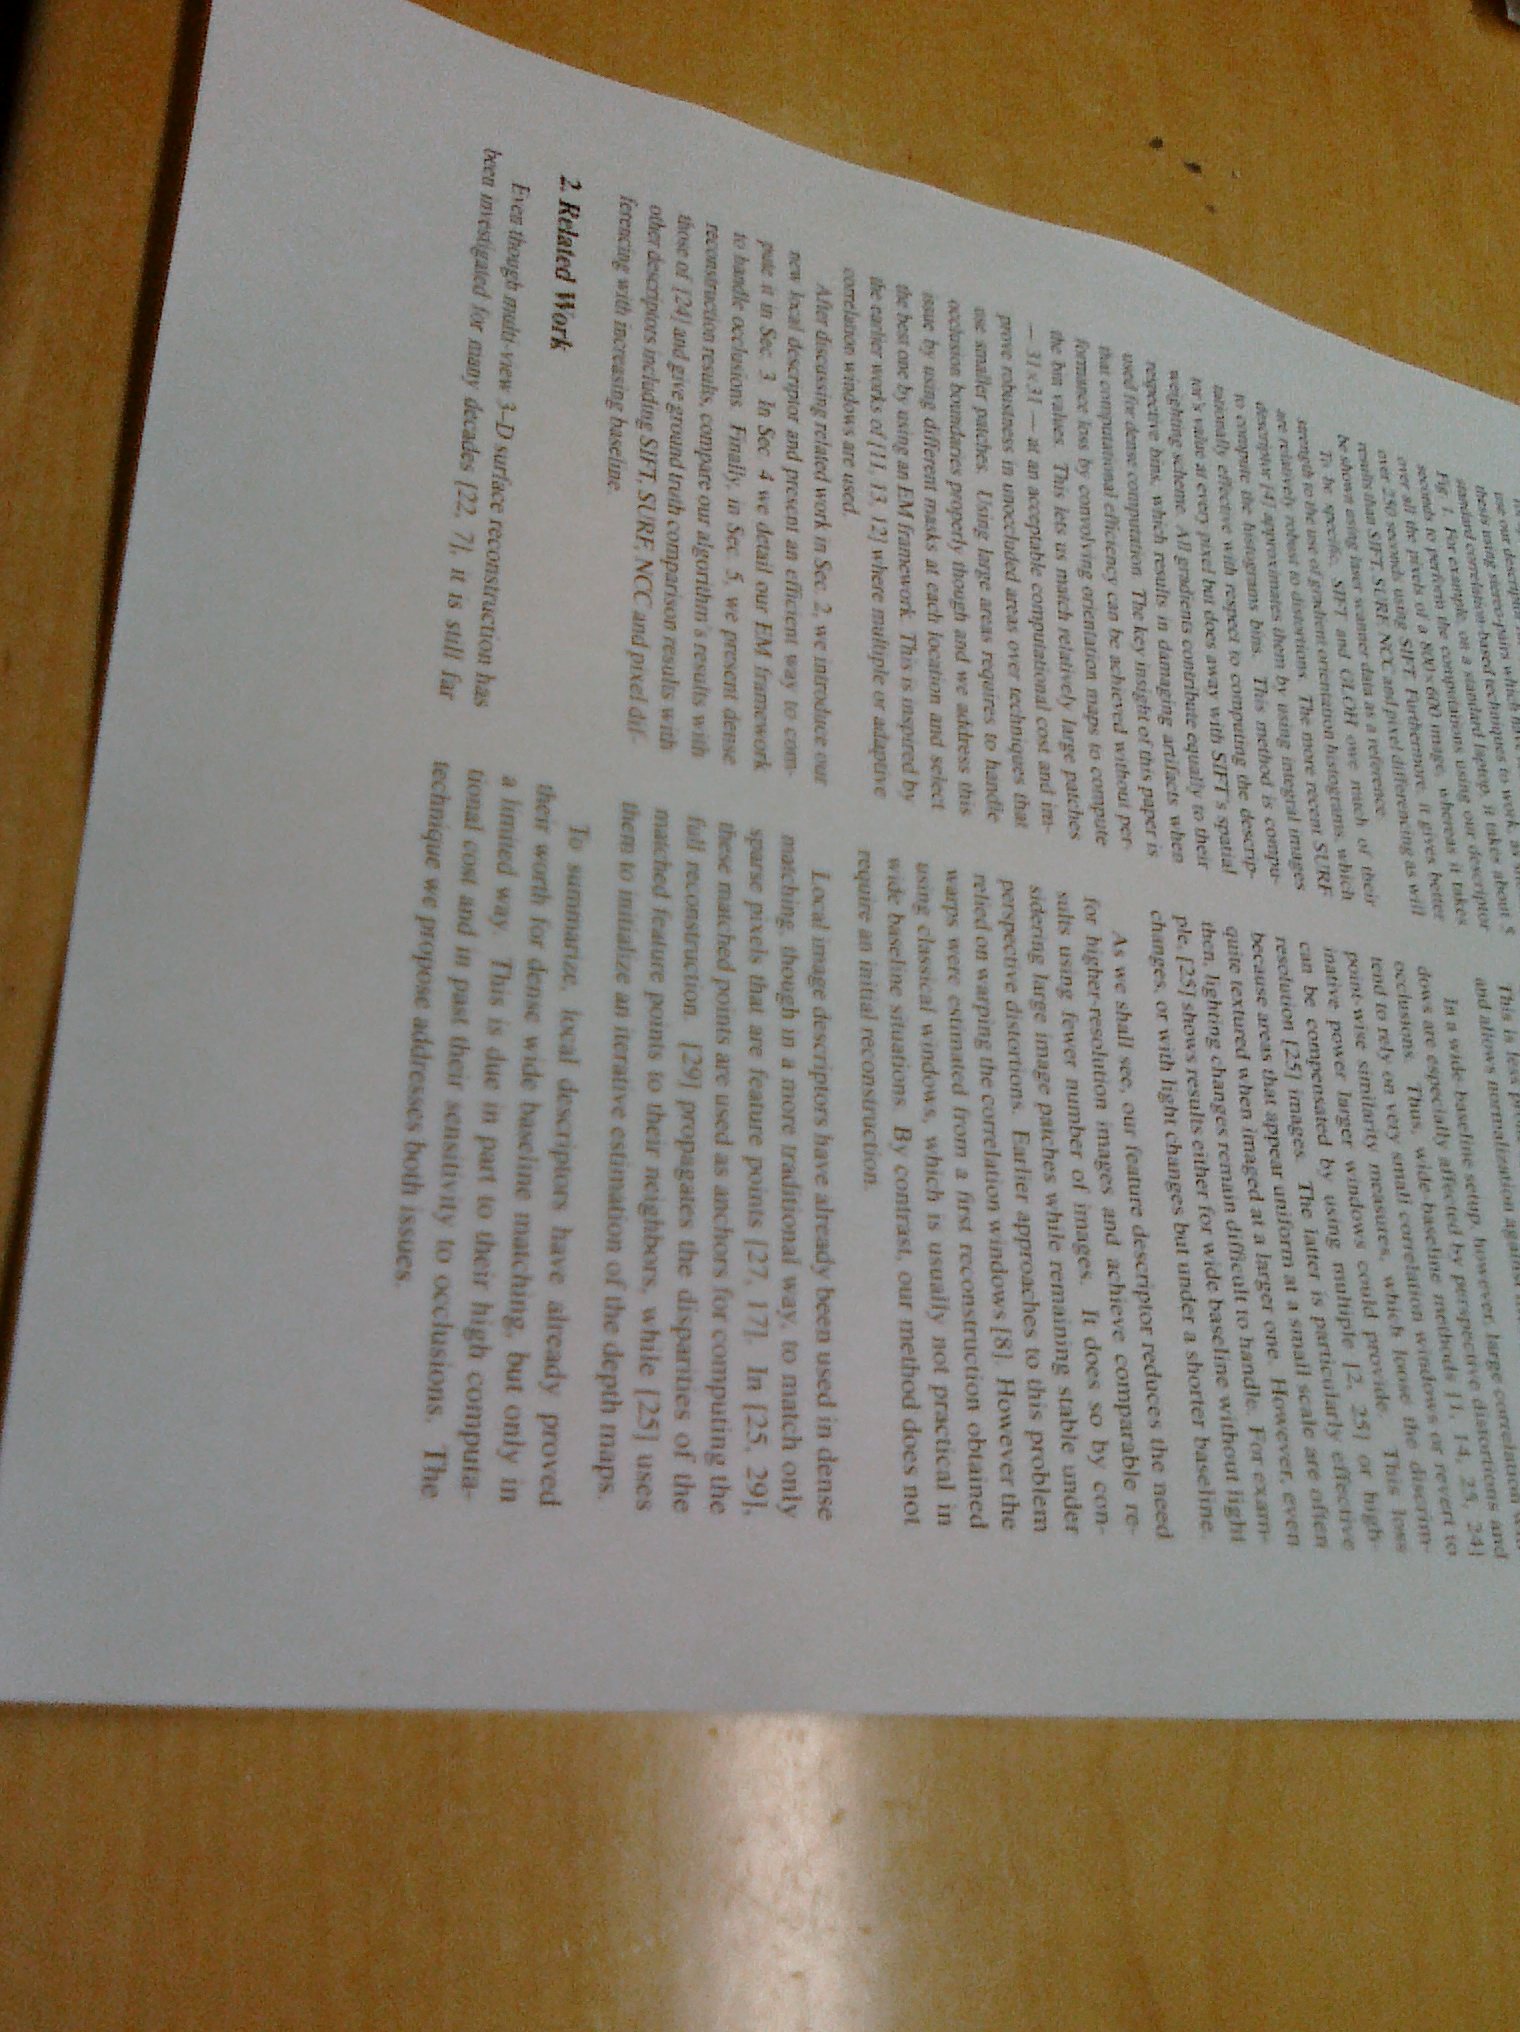 use our descriptor
stereo-pairs which have
thesis using standard correlation-based techniques to work, as
Fig. 1. For example, on a standard laptop, it takes about 5
seconds to perform the computations using our descriptor
over all the pixels of a 800×600 image, whereas it takes
over 250 seconds using SIFT. Furthermore, it gives better
results than SIFT, SURF, NCC and pixel differencing as will
be shown using laser scanner data as a reference.
To be specific, SIFT and GLOH owe much of their
strength to the use of gradient orientation histograms, which
are relatively robust to distortions. The more recent SURF
descriptor [4] approximates them by using integral images
to compute the histograms bins. This method is compu-
tationally effective with respect to computing the descrip-
tor's value at every pixel but does away with SIFT's spatial
weighting scheme. All gradients contribute equally to their
respective bins, which results in damaging artifacts when
used for dense computation. The key insight of this paper is
that computational efficiency can be achieved without per-
formance loss by convolving orientation maps to compute
the bin values. This lets us match relatively large patches
— 31×31 — at an acceptable computational cost and im-
prove robustness in unoccluded areas over techniques that
use smaller patches. Using large areas requires to handle
occlusion boundaries properly though and we address this
issue by using different masks at each location and select
the best one by using an EM framework. This is inspired by
the earlier works of [11, 13, 12] where multiple or adaptive
correlation windows are used.
After discussing related work in Sec. 2, we introduce our
new local descriptor and present an efficient way to com-
pute it in Sec. 3. In Sec. 4 we detail our EM framework
to handle occlusions. Finally, in Sec. 5, we present dense
reconstruction results, compare our algorithm's results with
those of [24] and give ground truth comparison results with
other descriptors including SIFT, SURF, NCC and pixel dif-
ferencing with increasing baseline.
2. Related Work
Even though multi-view 3-D surface reconstruction has
been investigated for many decades [22, 7], it is still far
This is less
and allows normalization against
In a wide baseline setup, however, large correlation
dows are especially affected by perspective distortions and
occlusions. Thus, wide baseline methods [1, 14, 25, 24]
tend to rely on very small correlation windows or revert to
point-wise similarity measures, which loose the discrim-
inative power larger windows could provide. This loss
can be compensated by using multiple [2, 25] or high-
resolution [25] images. The latter is particularly effective
because areas that appear uniform at a small scale are often
quite textured when imaged at a larger one. However, even
then, lighting changes remain difficult to handle. For exam-
ple, [25] shows results either for wide baseline without light
changes, or with light changes but under a shorter baseline.
As we shall see, our feature descriptor reduces the need
for higher-resolution images and achieve comparable re-
sults using fewer number of images. It does so by con-
sidering large image patches while remaining stable under
perspective distortions. Earlier approaches to this problem
relied on warping the correlation windows [8]. However the
warps were estimated from a first reconstruction obtained
using classical windows, which is usually not practical in
wide baseline situations. By contrast, our method does not
require an initial reconstruction.
Local image descriptors have already been used in dense
matching, though in a more traditional way, to match only
sparse pixels that are feature points [27, 17]. In [25, 29],
these matched points are used as anchors for computing the
full reconstruction. [29] propagates the disparities of the
matched feature points to their neighbors, while [25] uses
them to initialize an iterative estimation of the depth maps.
To summarize, local descriptors have already proved
their worth for dense wide baseline matching, but only in
a limited way. This is due in part to their high computa-
tional cost and in past their sensitivity to occlusions. The
technique we propose addresses both issues.